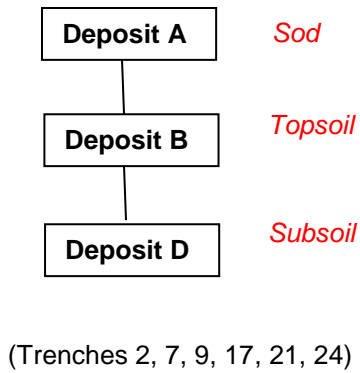 Deposit A Sod
Deposit B Topsoil
Deposit D Subsoil
(Trenches 2, 7, 9, 17, 21, 24)